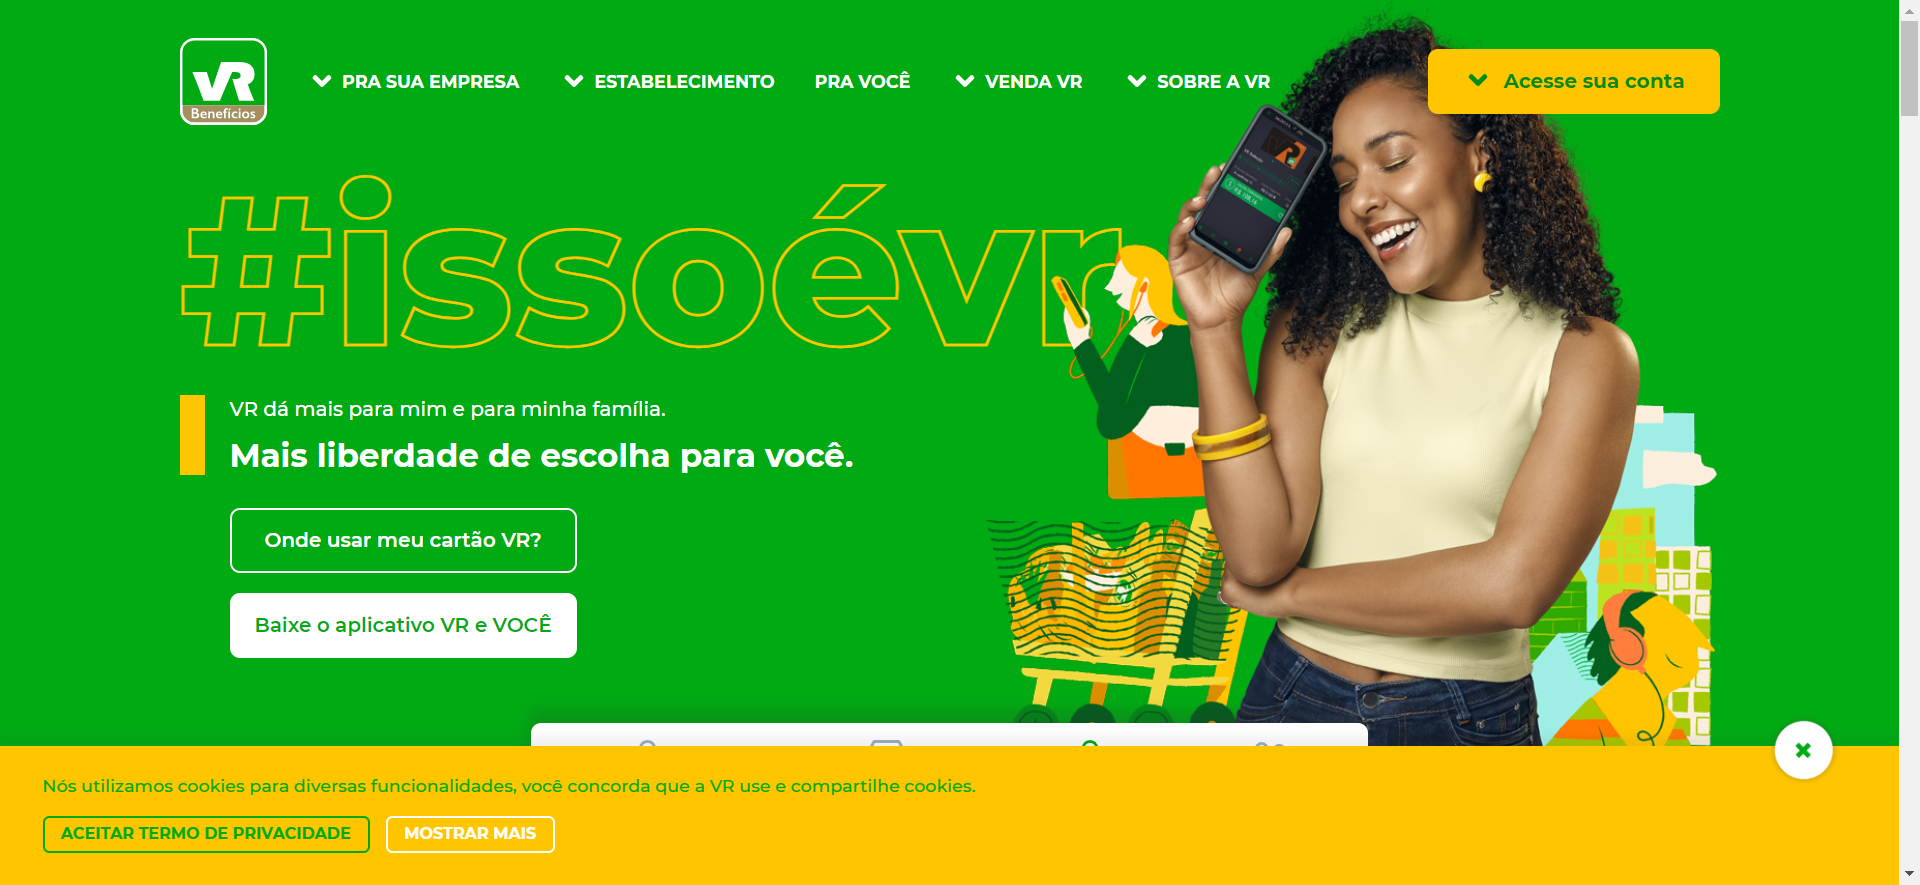 VR
Benefícios
PRA SUA EMPRESA
ESTABELECIMENTO
PRA VOCÊ
VENDA VR
SOBRE A VR
Acesse sua conta
#issoévr
VR dá mais para mim e para minha família.
Mais liberdade de escolha para você.
Onde usar meu cartão VR?
Baixe o aplicativo VR e VOCÊ
Nós utilizamos cookies para diversas funcionalidades, você concorda que a VR use e compartilhe cookies.
ACEITAR TERMO DE PRIVACIDADE
MOSTRAR MAIS